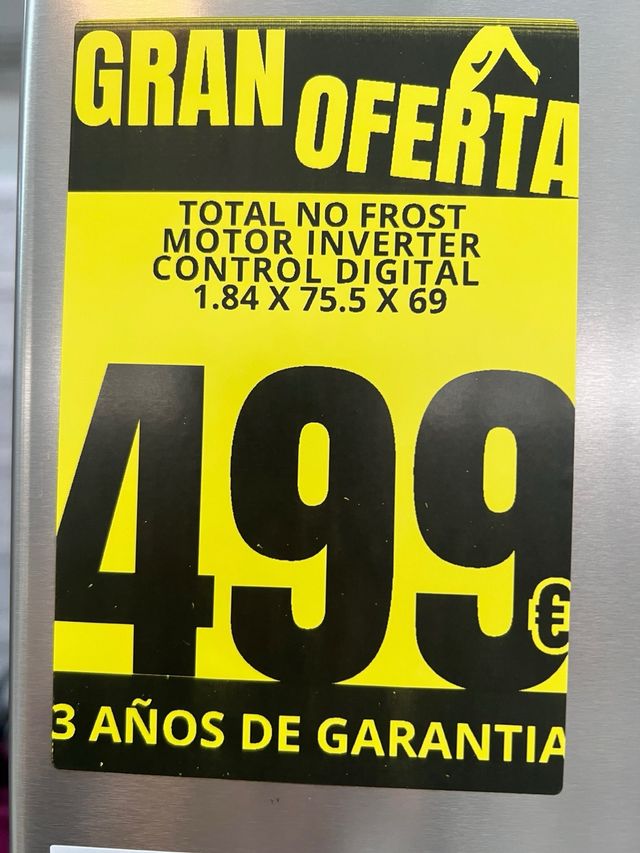 GRAN
OFERTA
TOTAL NO FROST
MOTOR INVERTER
CONTROL DIGITAL
1.84 X 75.5 X 69
499€
3 AÑOS DE GARANTIA